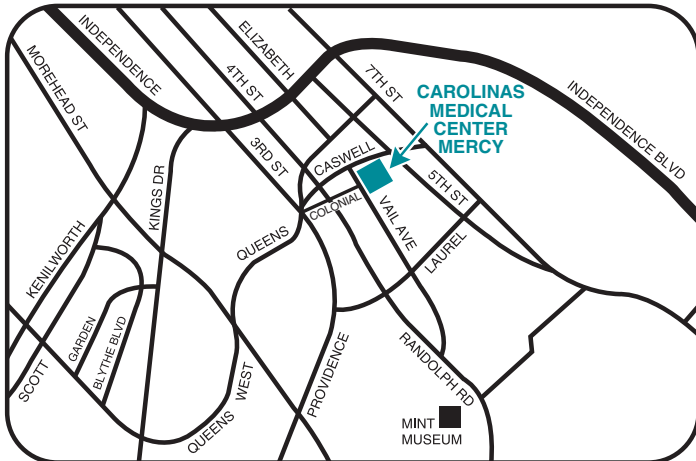 INDEPENDENCE
ELIZABETH
4TH ST
7TH ST
MOREHEAD ST
3RD ST
INDEPENDENCE BLVD
CAROLINAS
MEDICAL
CENTER
MERCY
CASWELL
5TH ST
KINGS DR
COLONIAL
VAIL AVE
QUEENS
LAUREL
KENILWORTH
GARDEN
BLYTHE BLVD
SCOTT
WEST
QUEENS
PROVIDENCE
RANDOLPH RD
MINT
MUSEUM